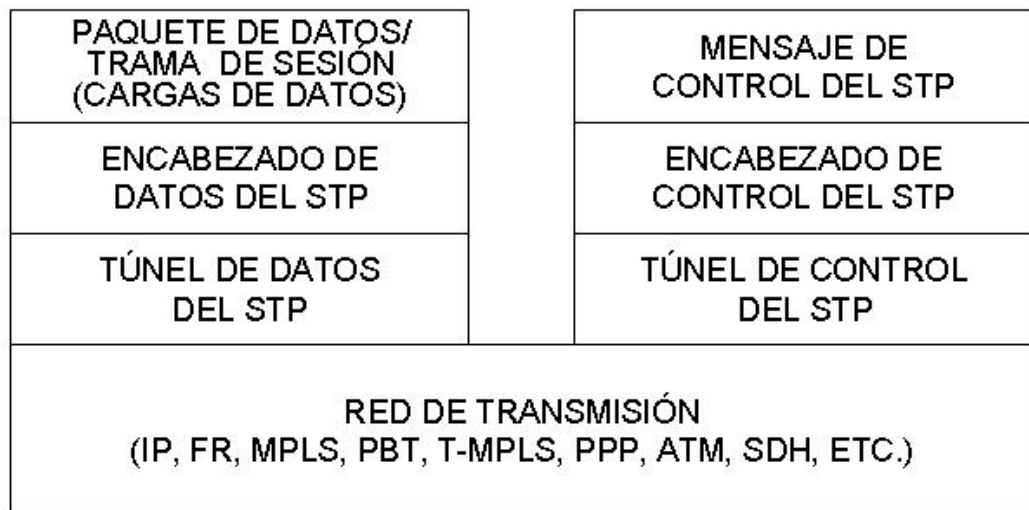 PAQUETE DE DATOS/
TRAMA DE SESIÓN
(CARGAS DE DATOS)
ENCABEZADO DE
DATOS DEL STP
TÚNEL DE DATOS
DEL STP
MENSAJE DE
CONTROL DEL STP
ENCABEZADO DE
CONTROL DEL STP
TÚNEL DE CONTROL
DEL STP
RED DE TRANSMISIÓN
(IP, FR, MPLS, PBT, T-MPLS, PPP, ATM, SDH, ETC.)